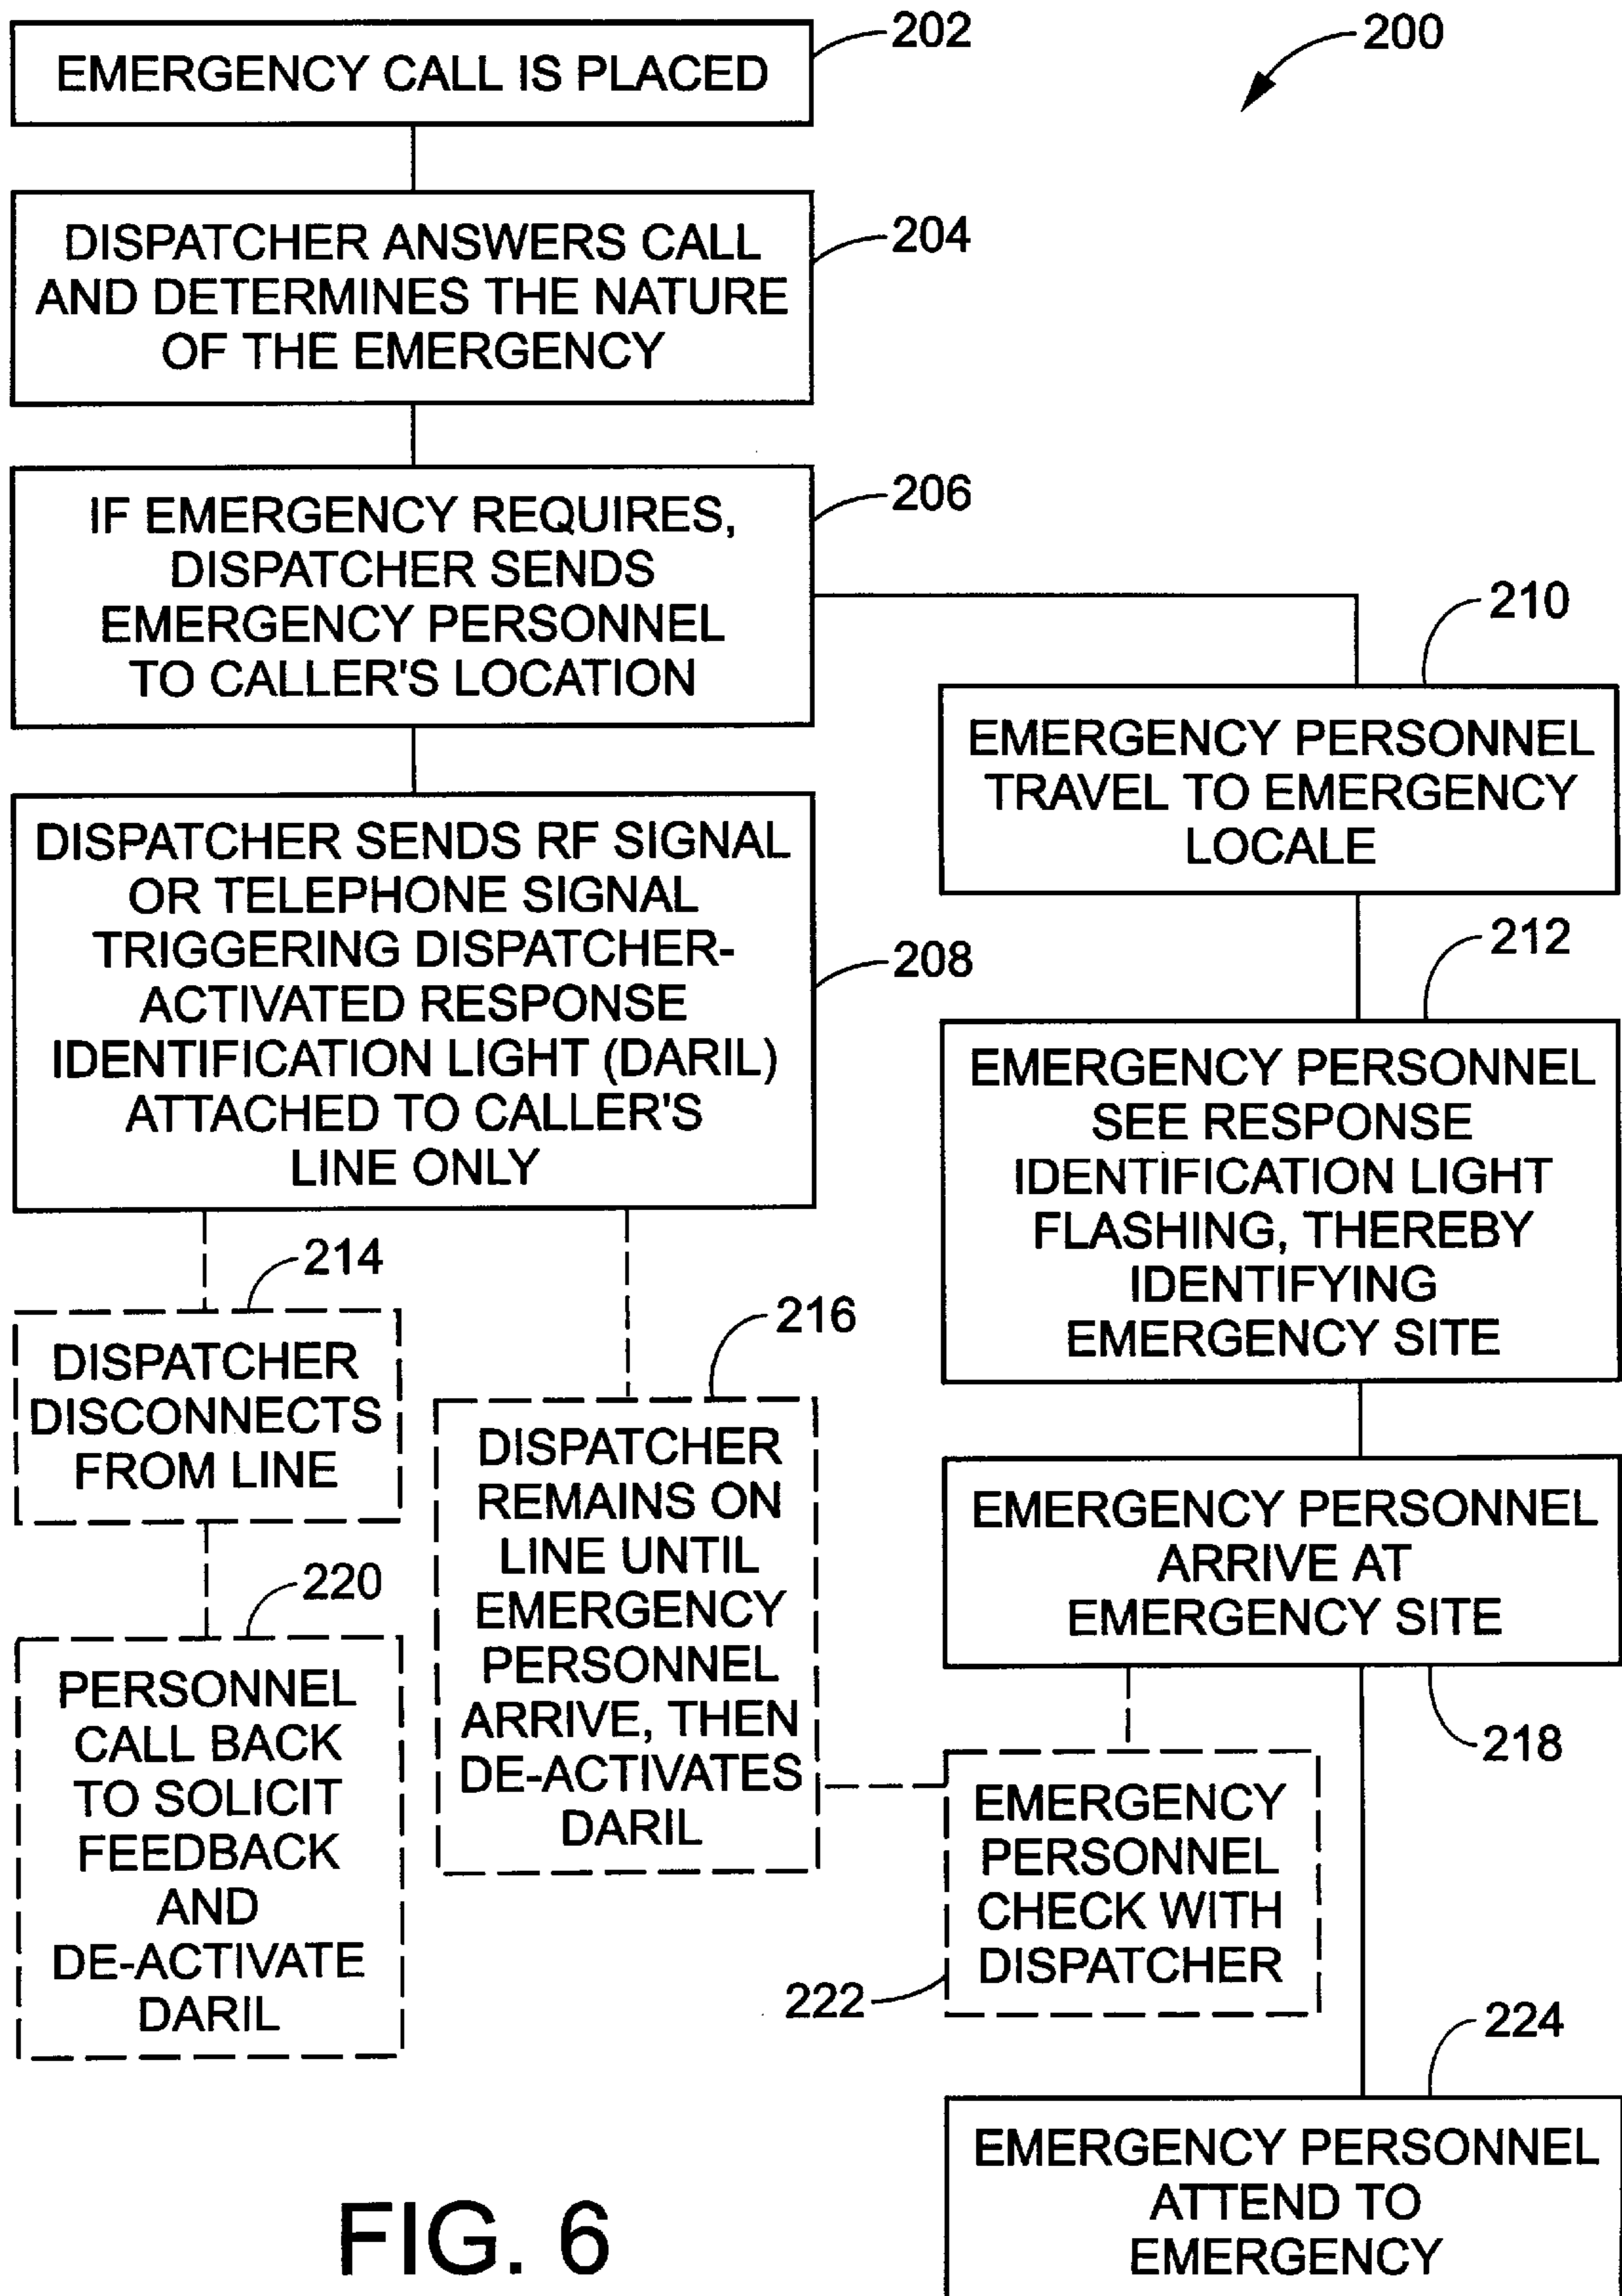 202
200
EMERGENCY CALL IS PLACED
204
DISPATCHER ANSWERS CALL
AND DETERMINES THE NATURE
OF THE EMERGENCY
206
IF EMERGENCY REQUIRES,
DISPATCHER SENDS
EMERGENCY PERSONNEL
TO CALLER'S LOCATION
208
DISPATCHER SENDS RF SIGNAL
OR TELEPHONE SIGNAL
TRIGGERING DISPATCHER-
ACTIVATED RESPONSE
IDENTIFICATION LIGHT (DARIL)
ATTACHED TO CALLER'S
LINE ONLY
214
DISPATCHER
DISCONNECTS
FROM LINE
220
PERSONNEL
CALL BACK
TO SOLICIT
FEEDBACK
AND
DE-ACTIVATE
DARIL
216
DISPATCHER
REMAINS ON
LINE UNTIL
EMERGENCY
PERSONNEL
ARRIVE, THEN
DE-ACTIVATES
DARIL
210
EMERGENCY PERSONNEL
TRAVEL TO EMERGENCY
LOCALE
212
EMERGENCY PERSONNEL
SEE RESPONSE
IDENTIFICATION LIGHT
FLASHING, THEREBY
IDENTIFYING
EMERGENCY SITE
EMERGENCY PERSONNEL
ARRIVE AT
EMERGENCY SITE
218
EMERGENCY
PERSONNEL
CHECK WITH
DISPATCHER
222
224
EMERGENCY PERSONNEL
ATTEND TO
EMERGENCY
FIG. 6